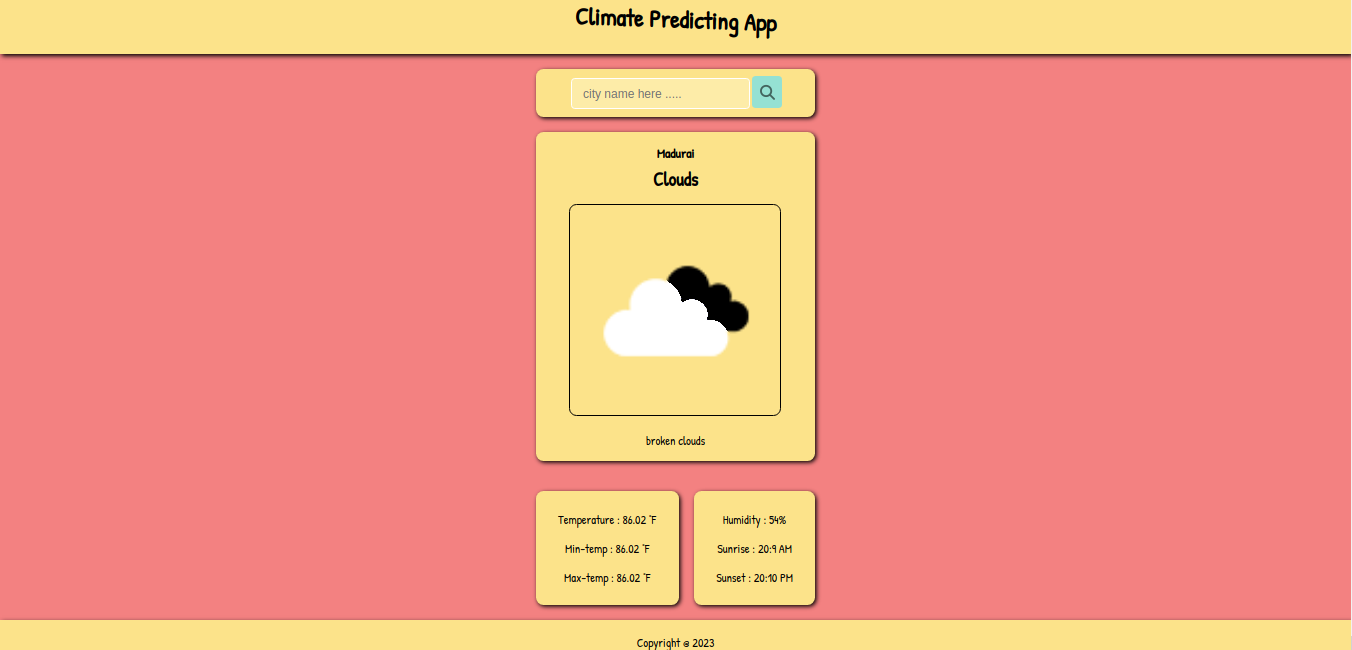 Climate Predicting App
city name here .....
Madurai
Clouds
broken clouds
Temperature : 86.02 °F
Min-temp : 86.02 °F
Max-temp : 86.02 °F
Humidity : 54%
Sunrise : 20:9 AM
Sunset : 20:10 PM
Copyright @ 2023